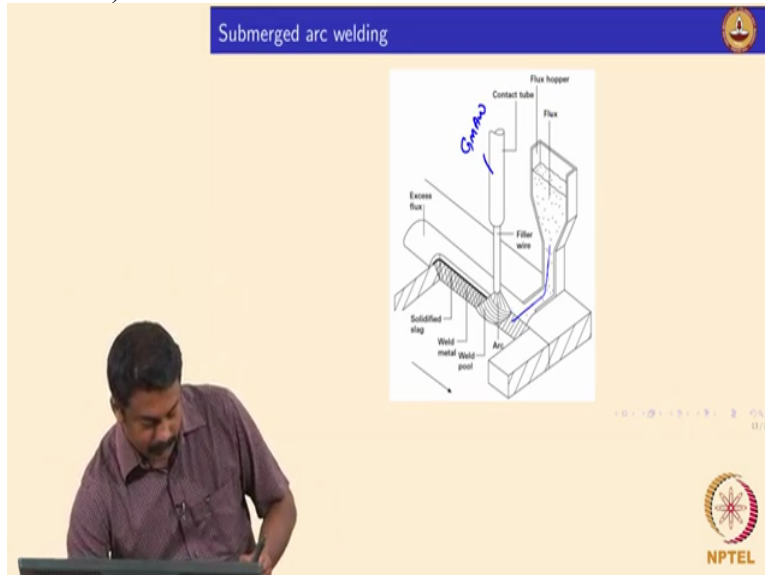 Submerged arc welding
Flux hopper
Contact tube
Flux
GMAW
Excess
flux
Filler
wire
Solidified
slag
Weld
metal
Weld
pool
Arc
NPTEL